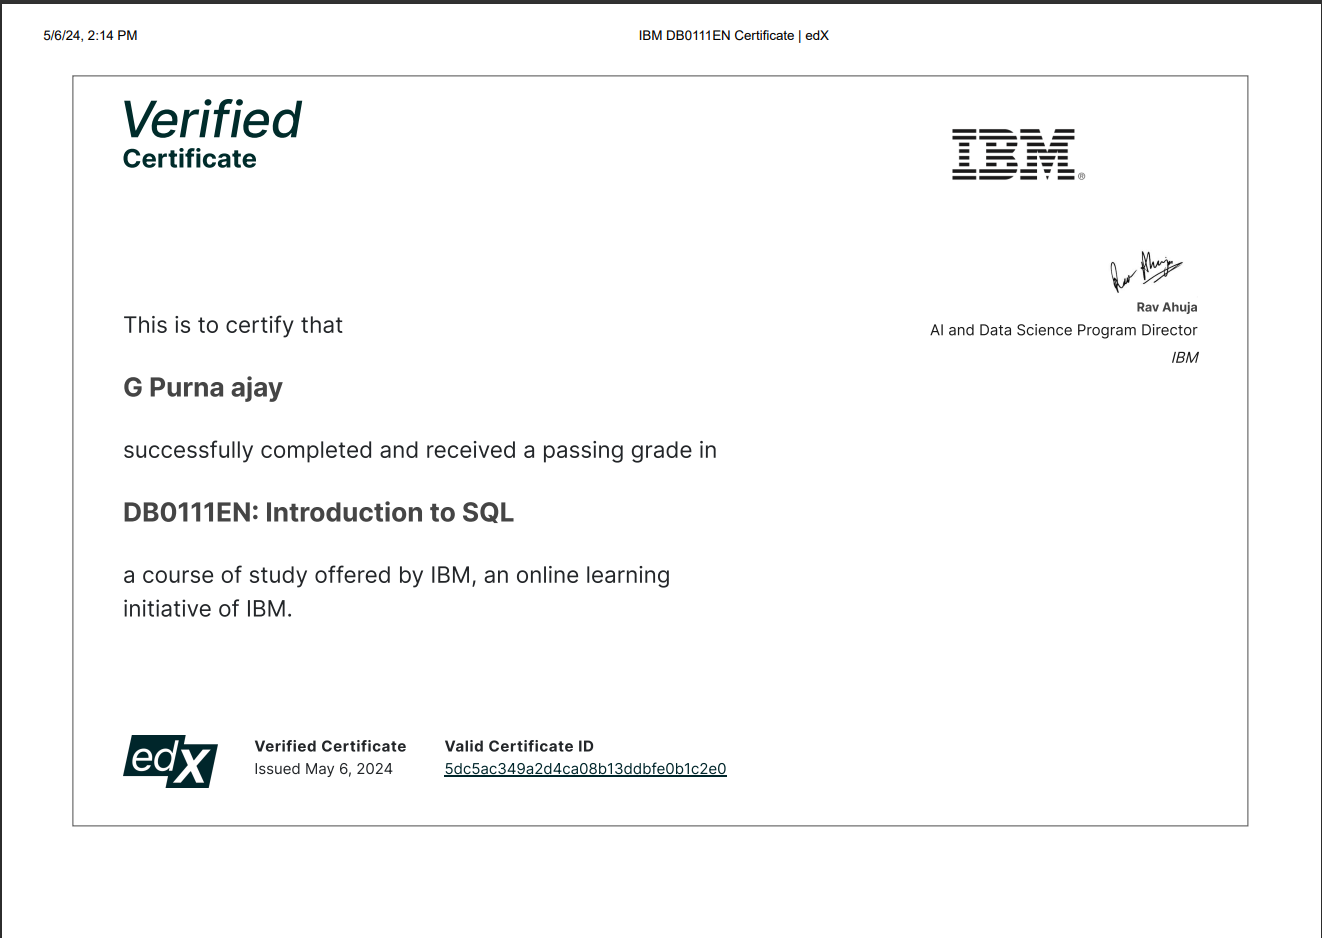 5/6/24, 2:14 PM
IBM DB0111EN Certificate | edX
Verified
Certificate
IBM®
Rav Ahuja
Rav Ahuja
AI and Data Science Program Director
IBM
This is to certify that
G Purna ajay
successfully completed and received a passing grade in
DB0111EN: Introduction to SQL
a course of study offered by IBM, an online learning
initiative of IBM.
edX
Verified Certificate
Issued May 6, 2024
Valid Certificate ID
5dc5ac349a2d4ca08b13ddbfe0b1c2e0